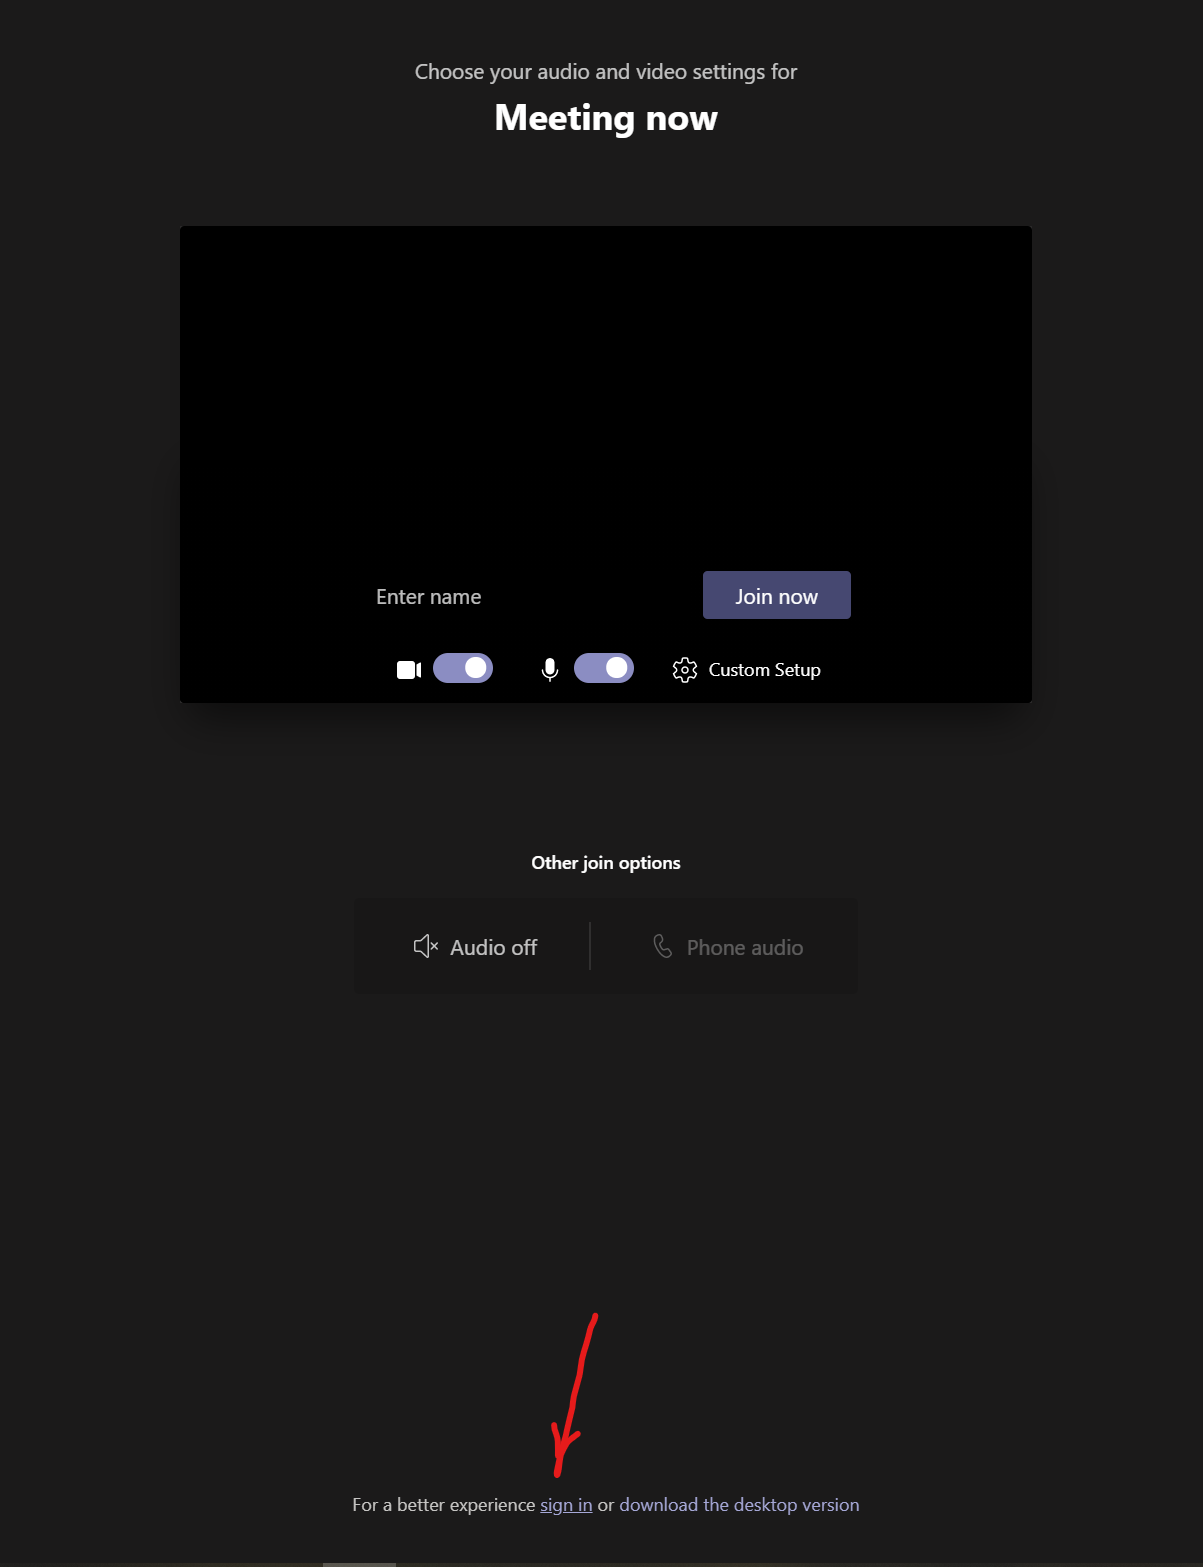 Choose your audio and video settings for
Meeting now
Enter name
Join now
Custom Setup
Other join options
Audio off
Phone audio
For a better experience sign in or download the desktop version